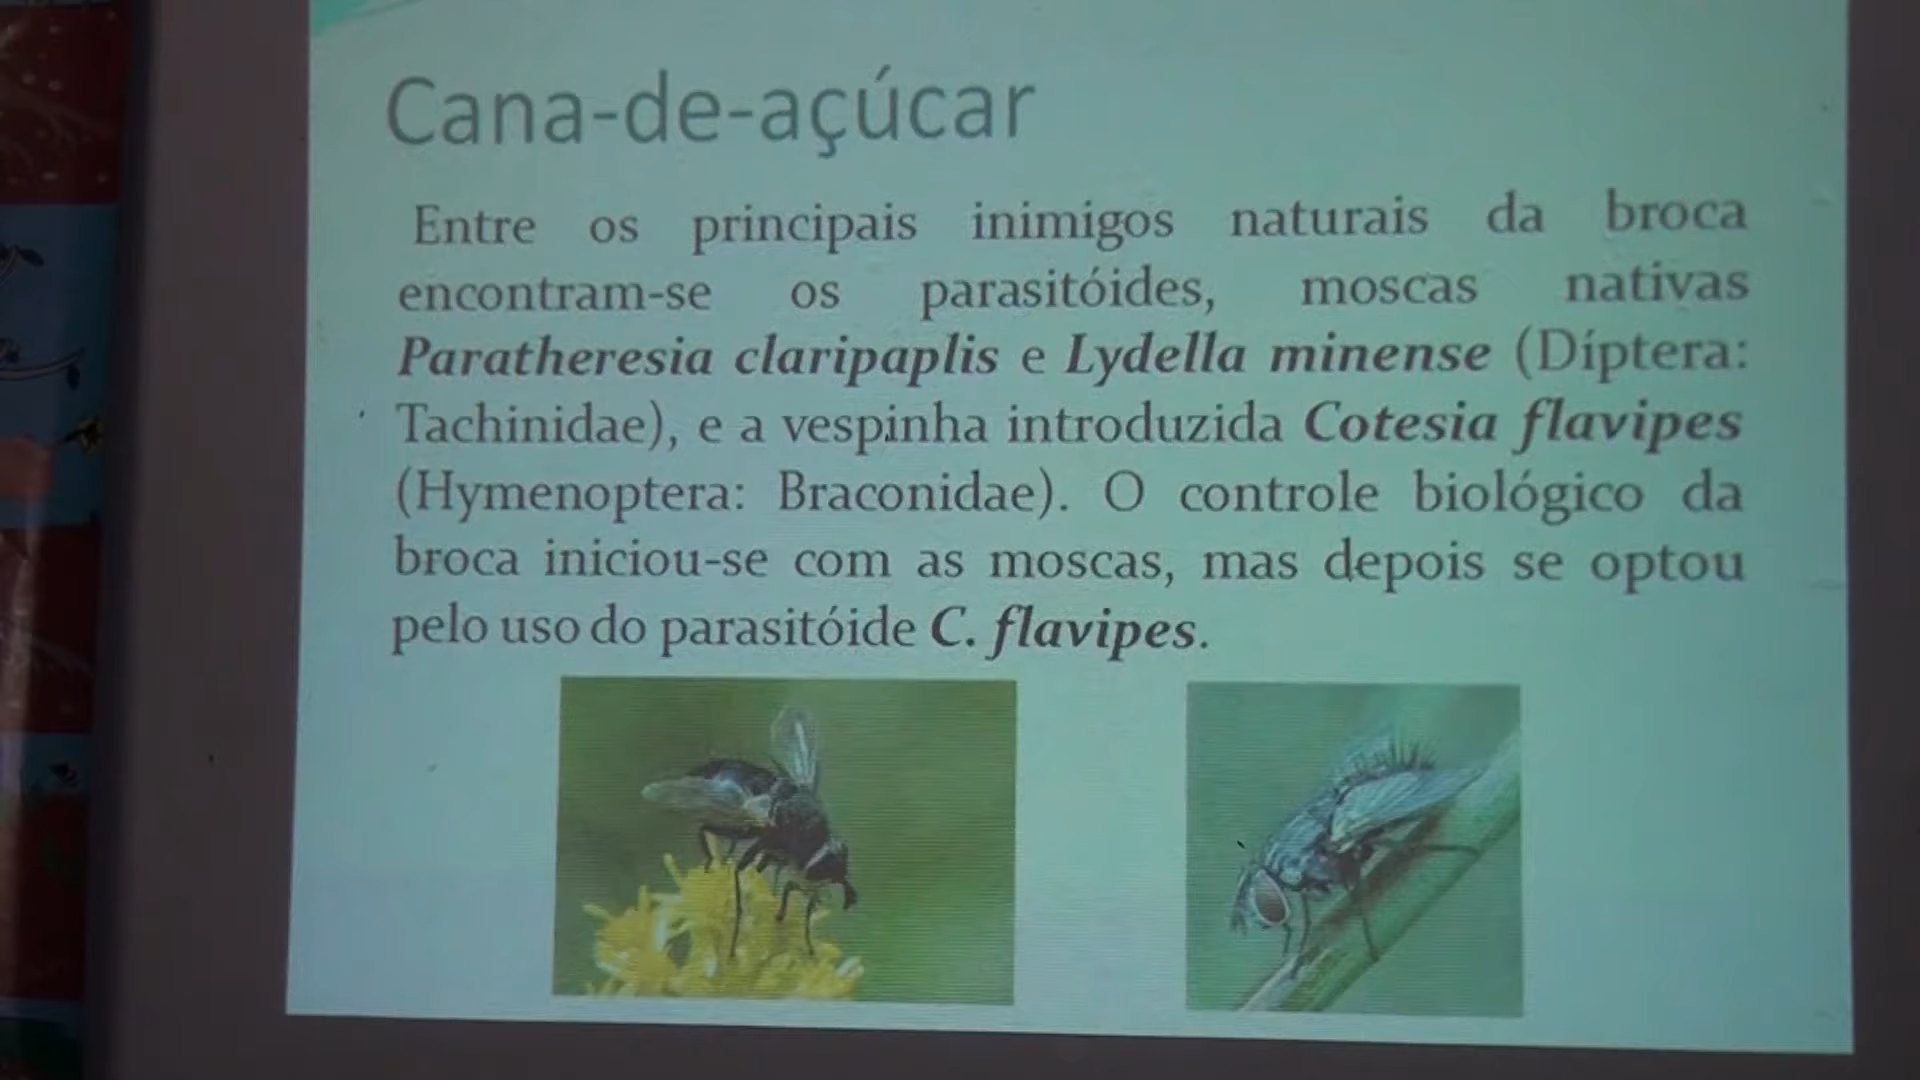 Cana-de-açúcar
Entre os principais inimigos naturais da broca
encontram-se os parasitóides, moscas nativas
Paratheresia claripaplis e Lydella minense (Díptera:
Tachinidae), e a vespinha introduzida Cotesia flavipes
(Hymenoptera: Braconidae). O controle biológico da
broca iniciou-se com as moscas, mas depois se optou
pelo uso do parasitóide C. flavipes.